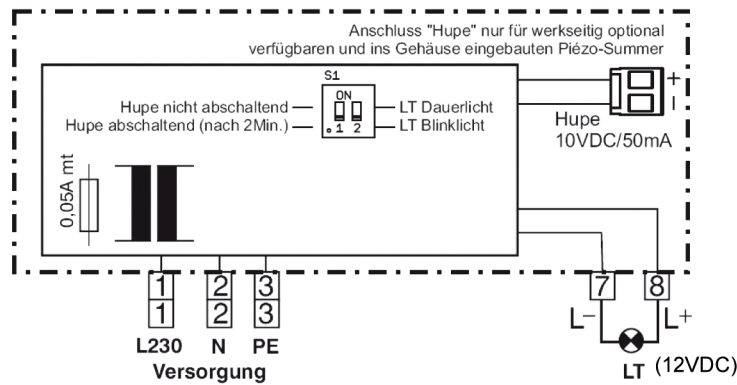 Anschluss "Hupe" nur für werkseitig optional
verfügbaren und ins Gehäuse eingebauten Piézo-Summer
S1
ON
Hupe nicht abschaltend
LT Dauerlicht
Hupe abschaltend (nach 2Min.)
1 2
LT Blinklicht
+
Hupe
10VDC/50mA
0,05A mt
1 2 3
1 2 3
7 8
L− L+
L230 N PE
Versorgung
LT (12VDC)